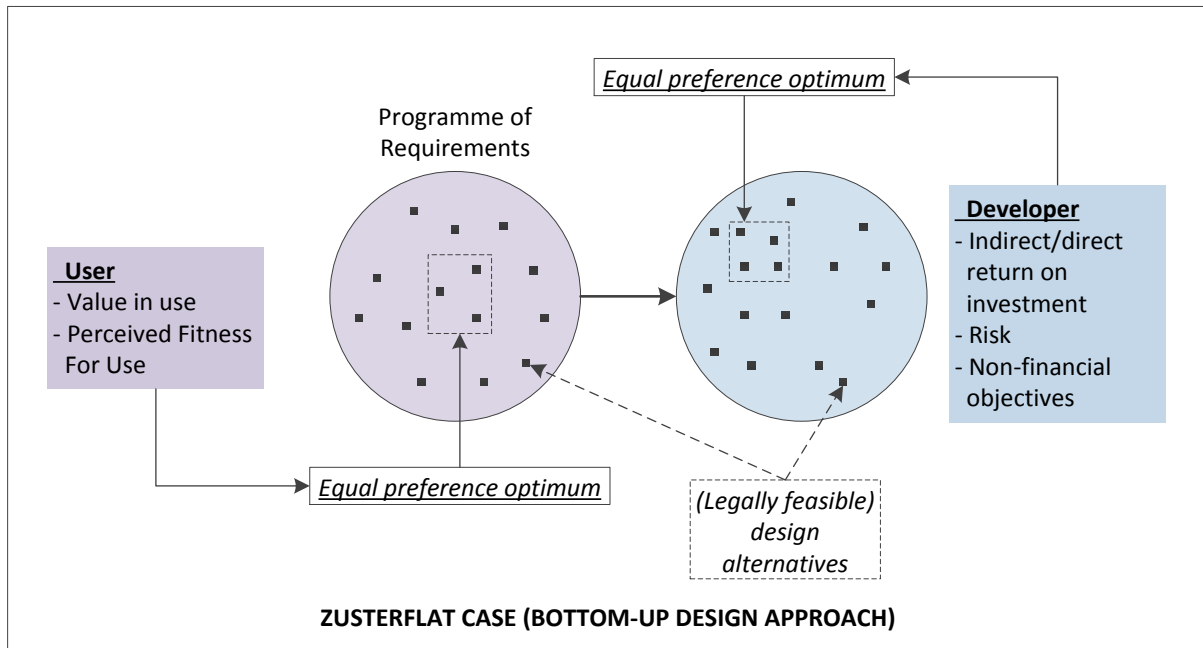 Equal preference optimum
Programme of
Requirements
User
- Value in use
- Perceived Fitness
For Use
Developer
- Indirect/direct
return on
investment
- Risk
- Non-financial
objectives
Equal preference optimum
(Legally feasible)
design
alternatives
ZUSTERFLAT CASE (BOTTOM-UP DESIGN APPROACH)